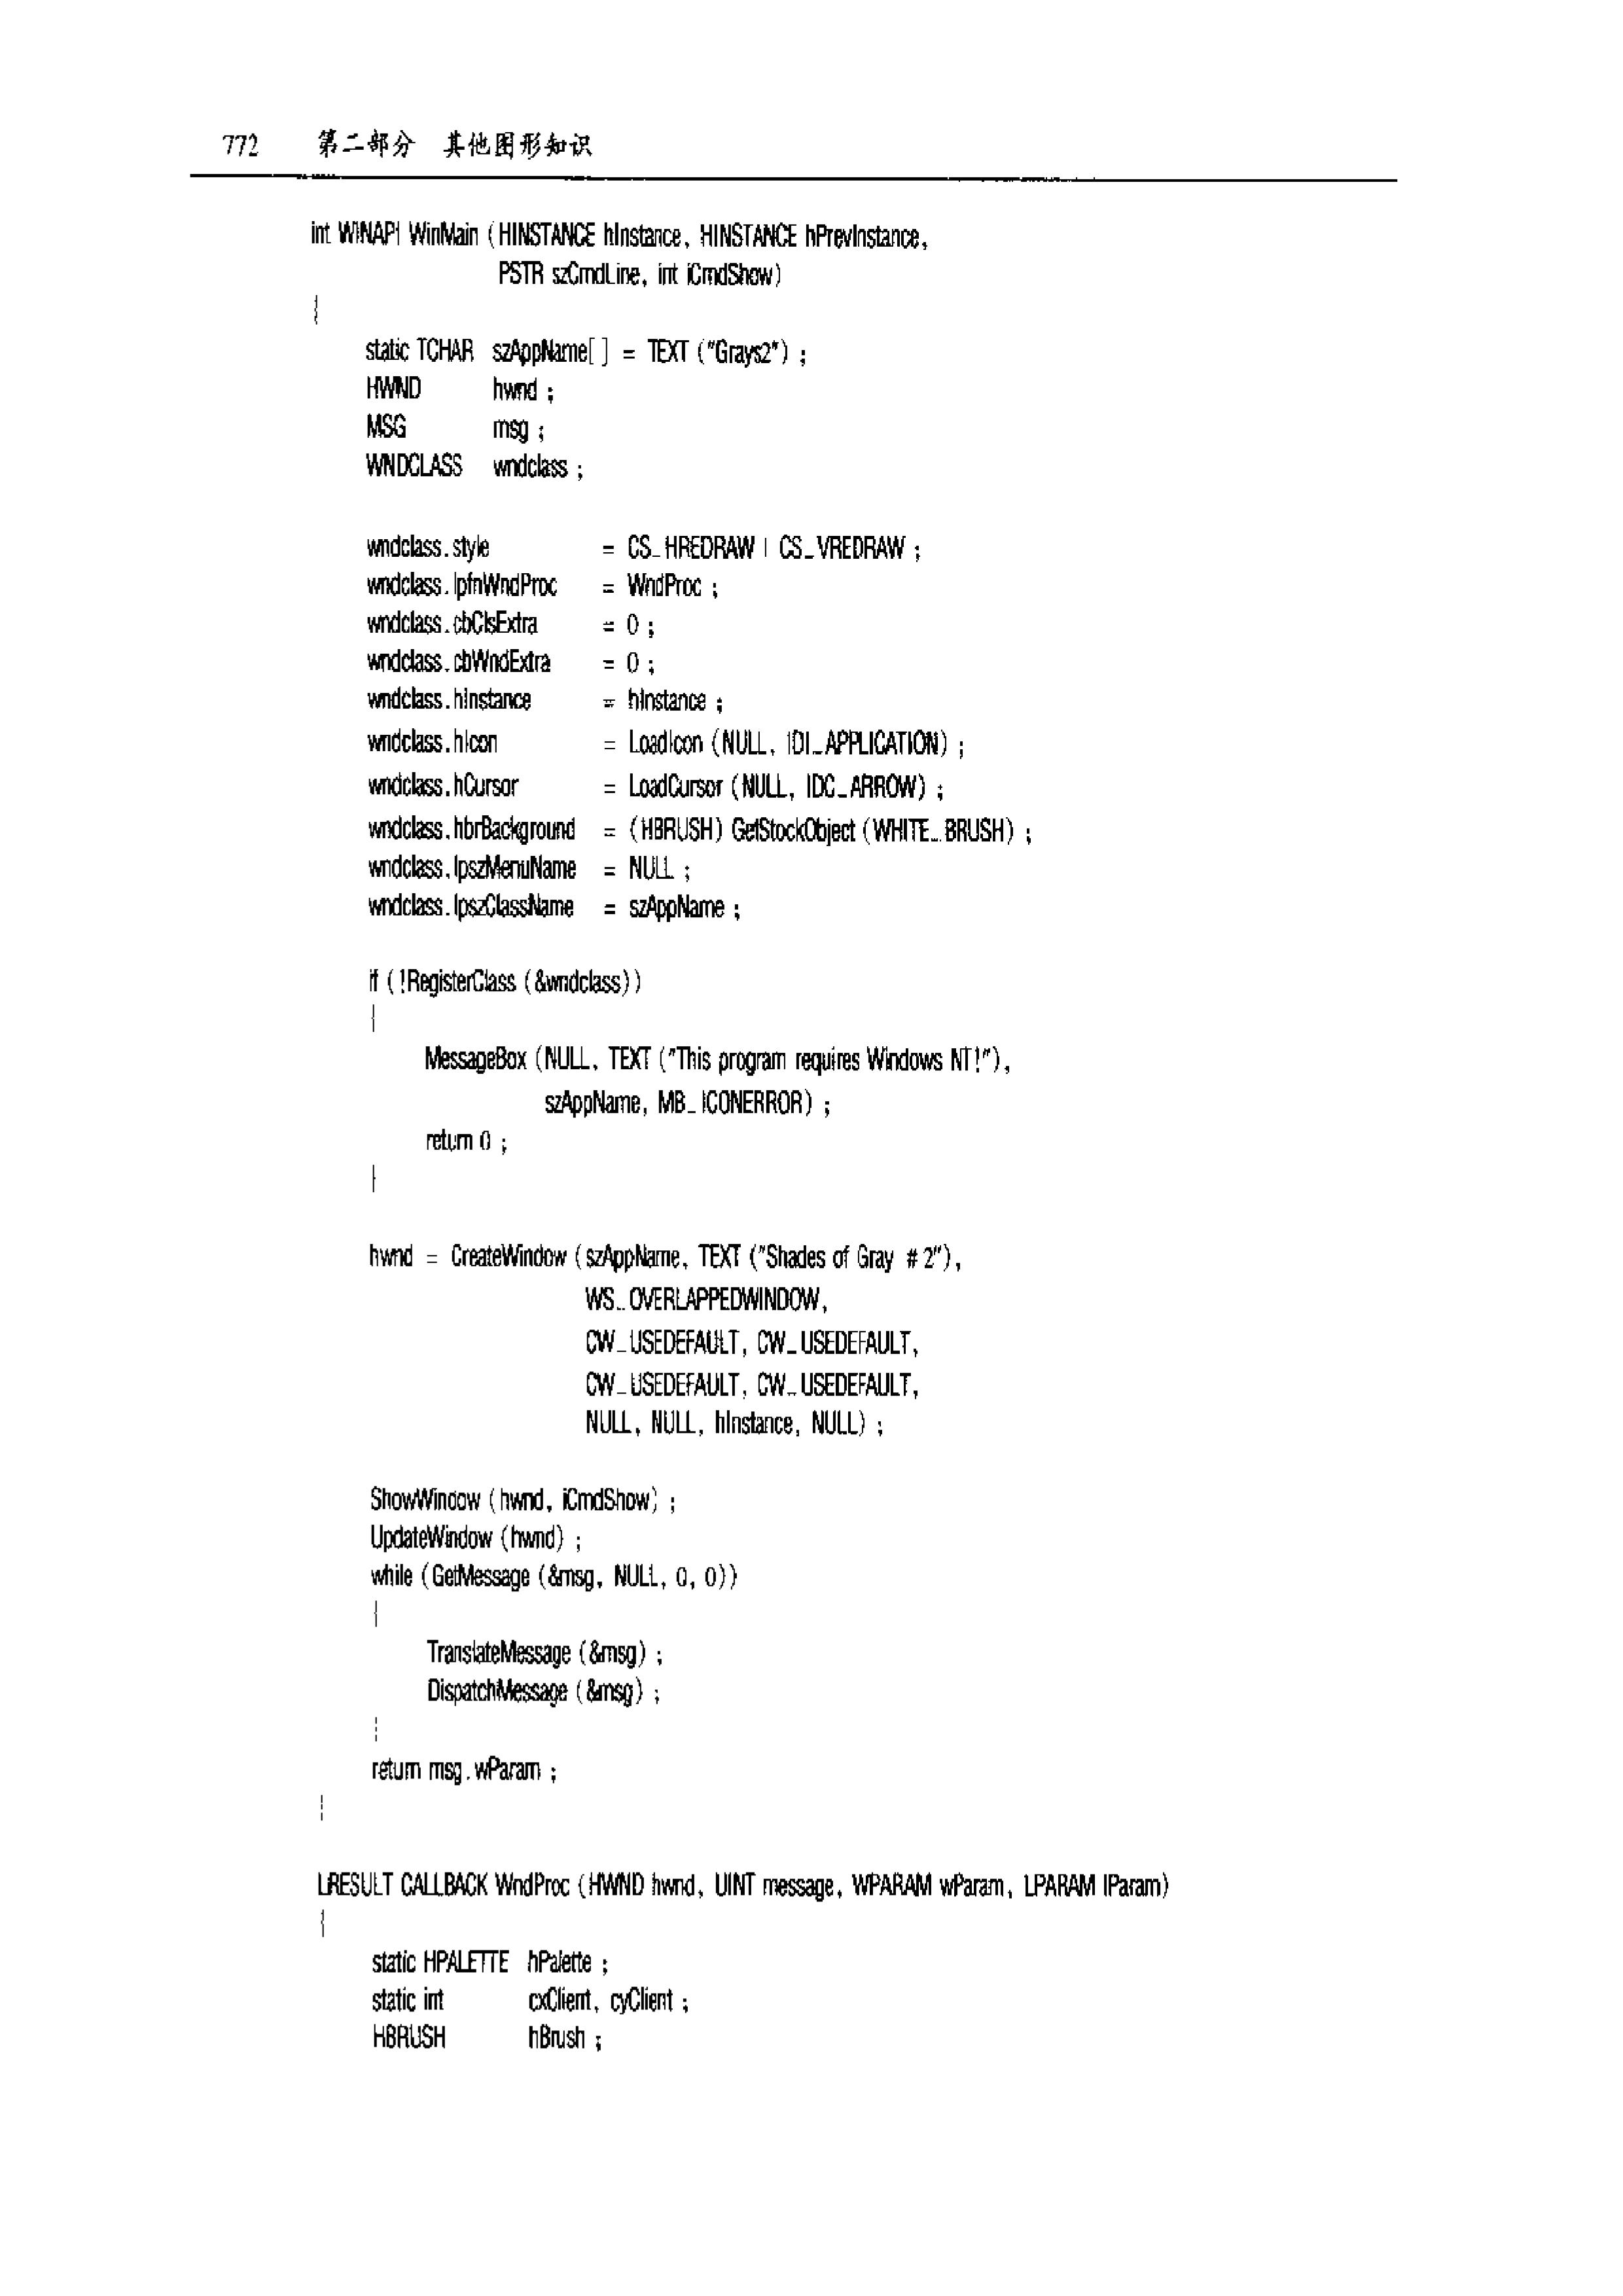 772 第二部分 其他图形知识
int WINAPI WinMain (HINSTANCE hInstance, HINSTANCE hPrevInstance,
PSTR szCmdLine, int iCmdShow)
{
static TCHAR szAppName[ ] = TEXT ("Grays2") ;
HWND hwnd ;
MSG msg ;
WNDCLASS wndclass ;
wndclass.style = CS_HREDRAW | CS_VREDRAW ;
wndclass.lpfnWndProc = WndProc ;
wndclass.cbClsExtra = 0 ;
wndclass.cbWndExtra = 0 ;
wndclass.hInstance = hInstance ;
wndclass.hIcon = LoadIcon (NULL, IDI_APPLICATION) ;
wndclass.hCursor = LoadCursor (NULL, IDC_ARROW) ;
wndclass.hbrBackground = (HBRUSH) GetStockObject (WHITE_BRUSH) ;
wndclass.lpszMenuName = NULL ;
wndclass.lpszClassName = szAppName ;
if (!RegisterClass (&wndclass))
{
MessageBox (NULL, TEXT ("This program requires Windows NT!"),
szAppName, MB_ICONERROR) ;
return 0 ;
}
hwnd = CreateWindow (szAppName, TEXT ("Shades of Gray #2"),
WS_OVERLAPPEDWINDOW,
CW_USEDEFAULT, CW_USEDEFAULT,
CW_USEDEFAULT, CW_USEDEFAULT,
NULL, NULL, hInstance, NULL) ;
ShowWindow (hwnd, iCmdShow) ;
UpdateWindow (hwnd) ;
while (GetMessage (&msg, NULL, 0, 0))
{
TranslateMessage (&msg) ;
DispatchMessage (&msg) ;
}
return msg.wParam ;
}
LRESULT CALLBACK WndProc (HWND hwnd, UINT message, WPARAM wParam, LPARAM lParam)
{
static HPALETTE hPalette ;
static int cxClient, cyClient ;
HBRUSH hBrush ;